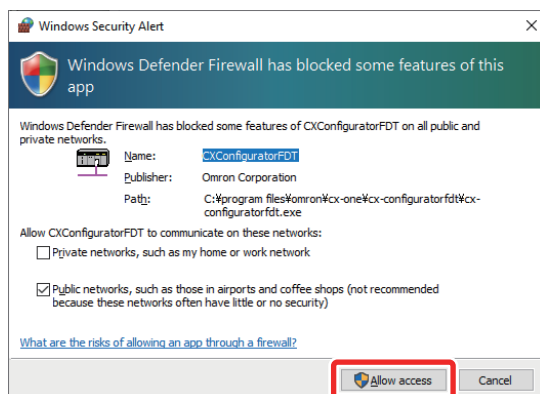 Windows Security Alert
Windows Defender Firewall has blocked some features of this
app
Windows Defender Firewall has blocked some features of CXConfiguratorFDT on all public and
private networks.
Name: CXConfiguratorFDT
Publisher: Omron Corporation
Path: C:¥program files¥omron¥cx-one¥cx-configuratorfdt¥cx-
configuratorfdt.exe
Allow CXConfiguratorFDT to communicate on these networks:
Private networks, such as my home or work network
Public networks, such as those in airports and coffee shops (not recommended
because these networks often have little or no security)
What are the risks of allowing an app through a firewall?
Allow access
Cancel